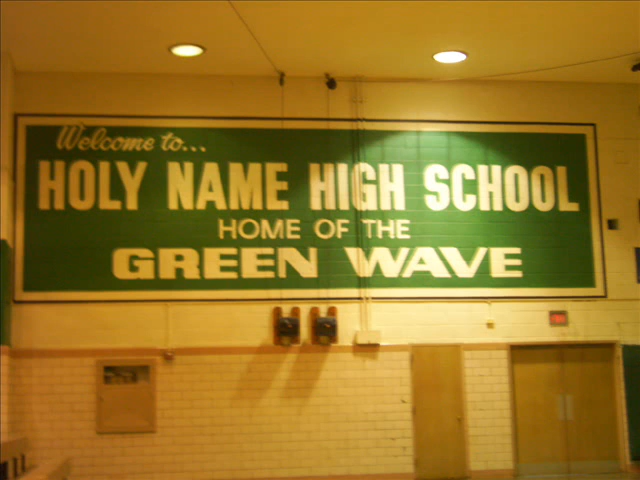 Welcome to...
HOLY NAME HIGH SCHOOL
HOME OF THE
GREEN WAVE